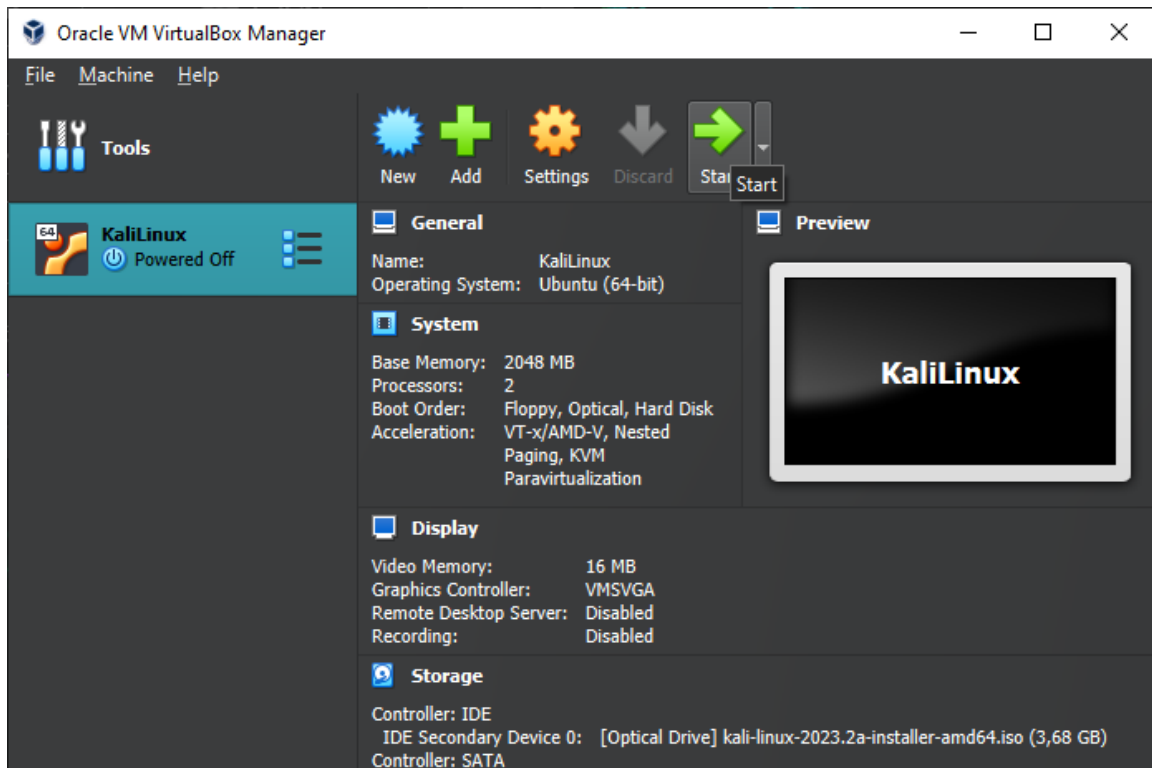 Oracle VM VirtualBox Manager
File Machine Help
Tools
New Add Settings Discard Start
Start
64
KaliLinux
Powered Off
General
Name: KaliLinux
Operating System: Ubuntu (64-bit)
Preview
KaliLinux
System
Base Memory: 2048 MB
Processors: 2
Boot Order: Floppy, Optical, Hard Disk
Acceleration: VT-x/AMD-V, Nested
Paging, KVM
Paravirtualization
Display
Video Memory: 16 MB
Graphics Controller: VMSVGA
Remote Desktop Server: Disabled
Recording: Disabled
Storage
Controller: IDE
IDE Secondary Device 0: [Optical Drive] kali-linux-2023.2a-installer-amd64.iso (3,68 GB)
Controller: SATA